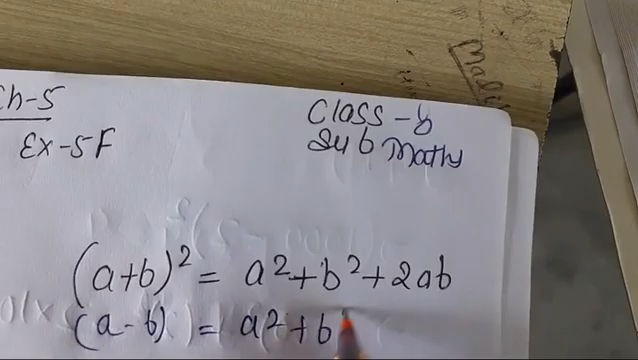 Ch-5
Ex-5F
Class-8
Sub Maths
(a+b)² = a²+b²+2ab
(a-b) = a²+b